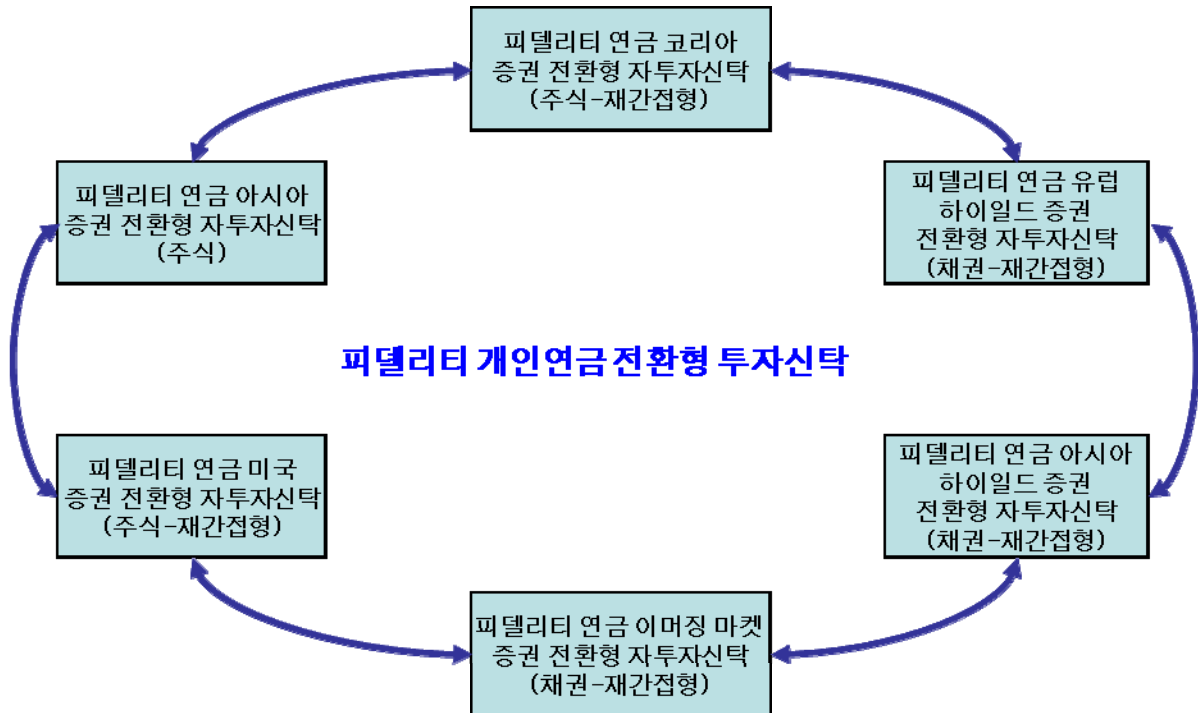 피델리티 연금 코리아
증권 전환형 자투자신탁
(주식-재간접형)
피델리티 연금 아시아
증권 전환형 자투자신탁
(주식)
피델리티 연금 유럽
하이일드 증권
전환형 자투자신탁
(채권-재간접형)
피델리티 개인연금 전환형 투자신탁
피델리티 연금 미국
증권 전환형 자투자신탁
(주식-재간접형)
피델리티 연금 아시아
하이일드 증권
전환형 자투자신탁
(채권-재간접형)
피델리티 연금 이머징 마켓
증권 전환형 자투자신탁
(채권-재간접형)